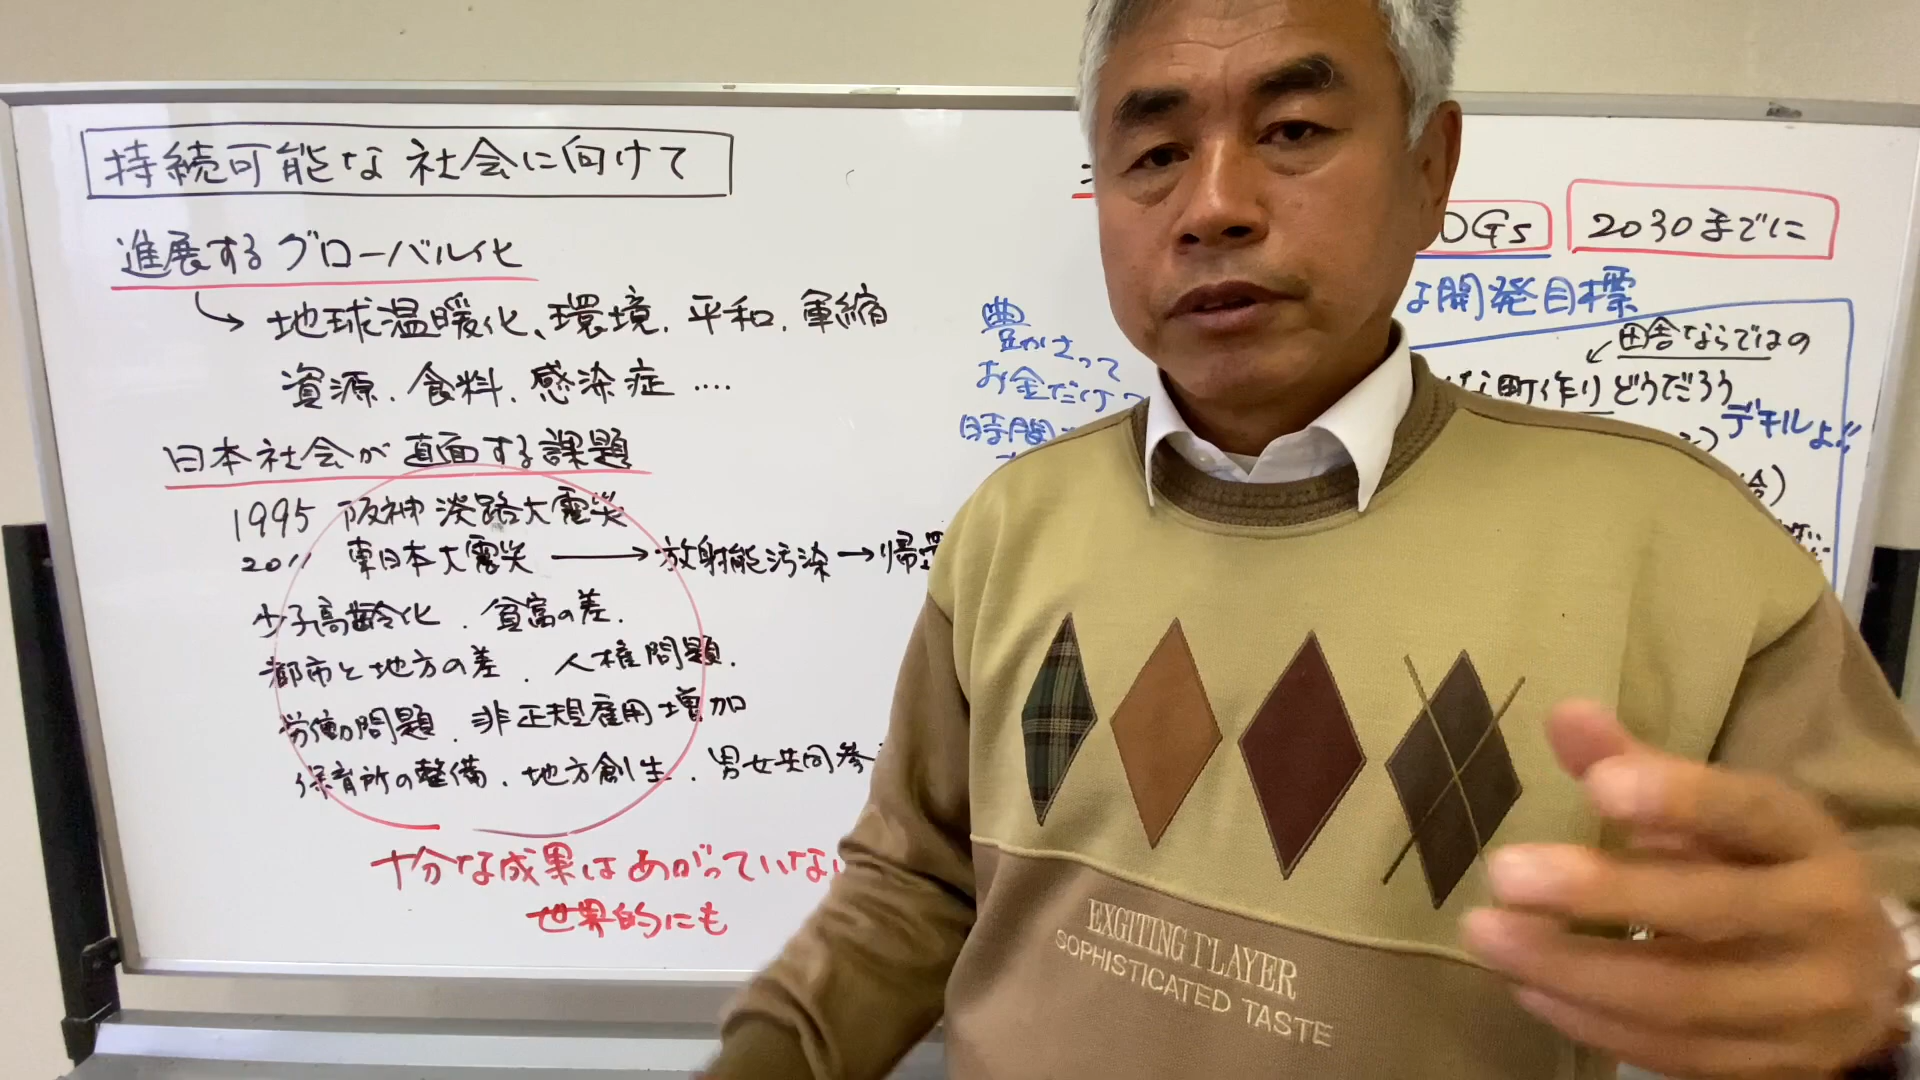 持続可能な社会に向けて
進展するグローバル化
→地球温暖化、環境、平和、軍縮
資源、食料、感染症‥‥
日本社会が直面する課題
1995 阪神淡路大震災
2011 東日本大震災 → 放射能汚染 → 帰
少子高齢化、貧富の差、
都市と地方の差、人権問題、
労働問題、非正規雇用増加
保育所の整備、地方創生、男女共同参
十分な成果はあがっていない
世界的にも
豊かさって
お金だけ
時間
DGs
2030までに
な開発目標
田舎ならではの
町作りどうだろう
デキルよ!!
EXGITING PLAYER
SOPHISTICATED TASTE